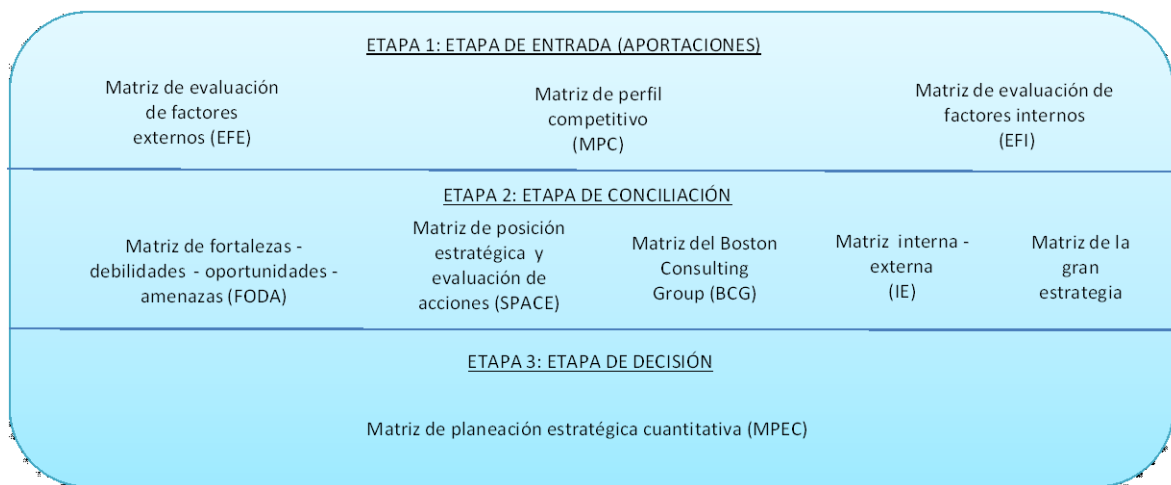 ETAPA 1: ETAPA DE ENTRADA (APORTACIONES)
Matriz de evaluación
de factores
externos (EFE)
Matriz de perfil
competitivo
(MPC)
Matriz de evaluación de
factores internos
(EFI)
ETAPA 2: ETAPA DE CONCILIACIÓN
Matriz de fortalezas -
debilidades - oportunidades -
amenazas (FODA)
Matriz de posición
estratégica y
evaluación de
acciones (SPACE)
Matriz del Boston
Consulting
Group (BCG)
Matriz interna -
externa
(IE)
Matriz de la
gran
estrategia
ETAPA 3: ETAPA DE DECISIÓN
Matriz de planeación estratégica cuantitativa (MPEC)